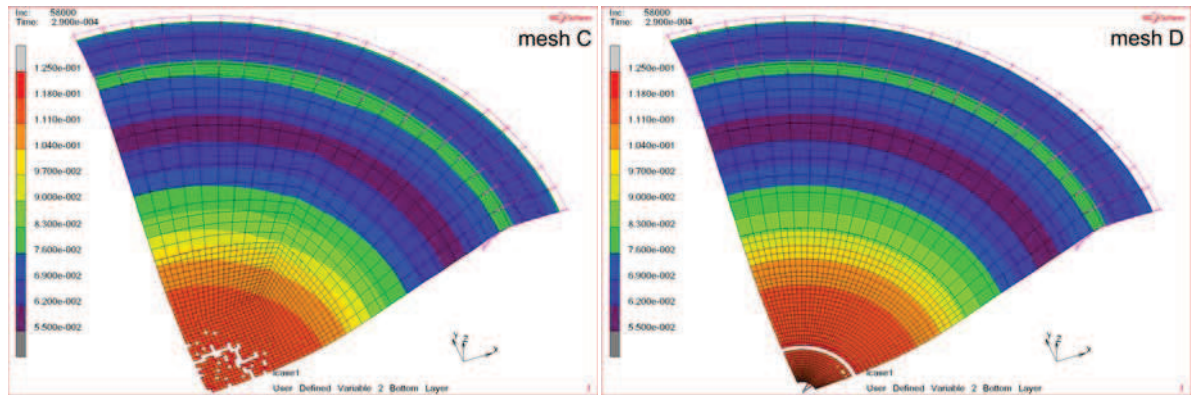 Inc: 58000
Time: 2.900e-004
mesh C
1.250e-001
1.180e-001
1.110e-001
1.040e-001
9.700e-002
9.000e-002
8.300e-002
7.600e-002
6.900e-002
6.200e-002
5.500e-002
Y Z X
lcase1
User Defined Variable 2 Bottom Layer
1
Inc: 58000
Time: 2.900e-004
mesh D
1.250e-001
1.180e-001
1.110e-001
1.040e-001
9.700e-002
9.000e-002
8.300e-002
7.600e-002
6.900e-002
6.200e-002
5.500e-002
Y Z X
lcase1
User Defined Variable 2 Bottom Layer
1